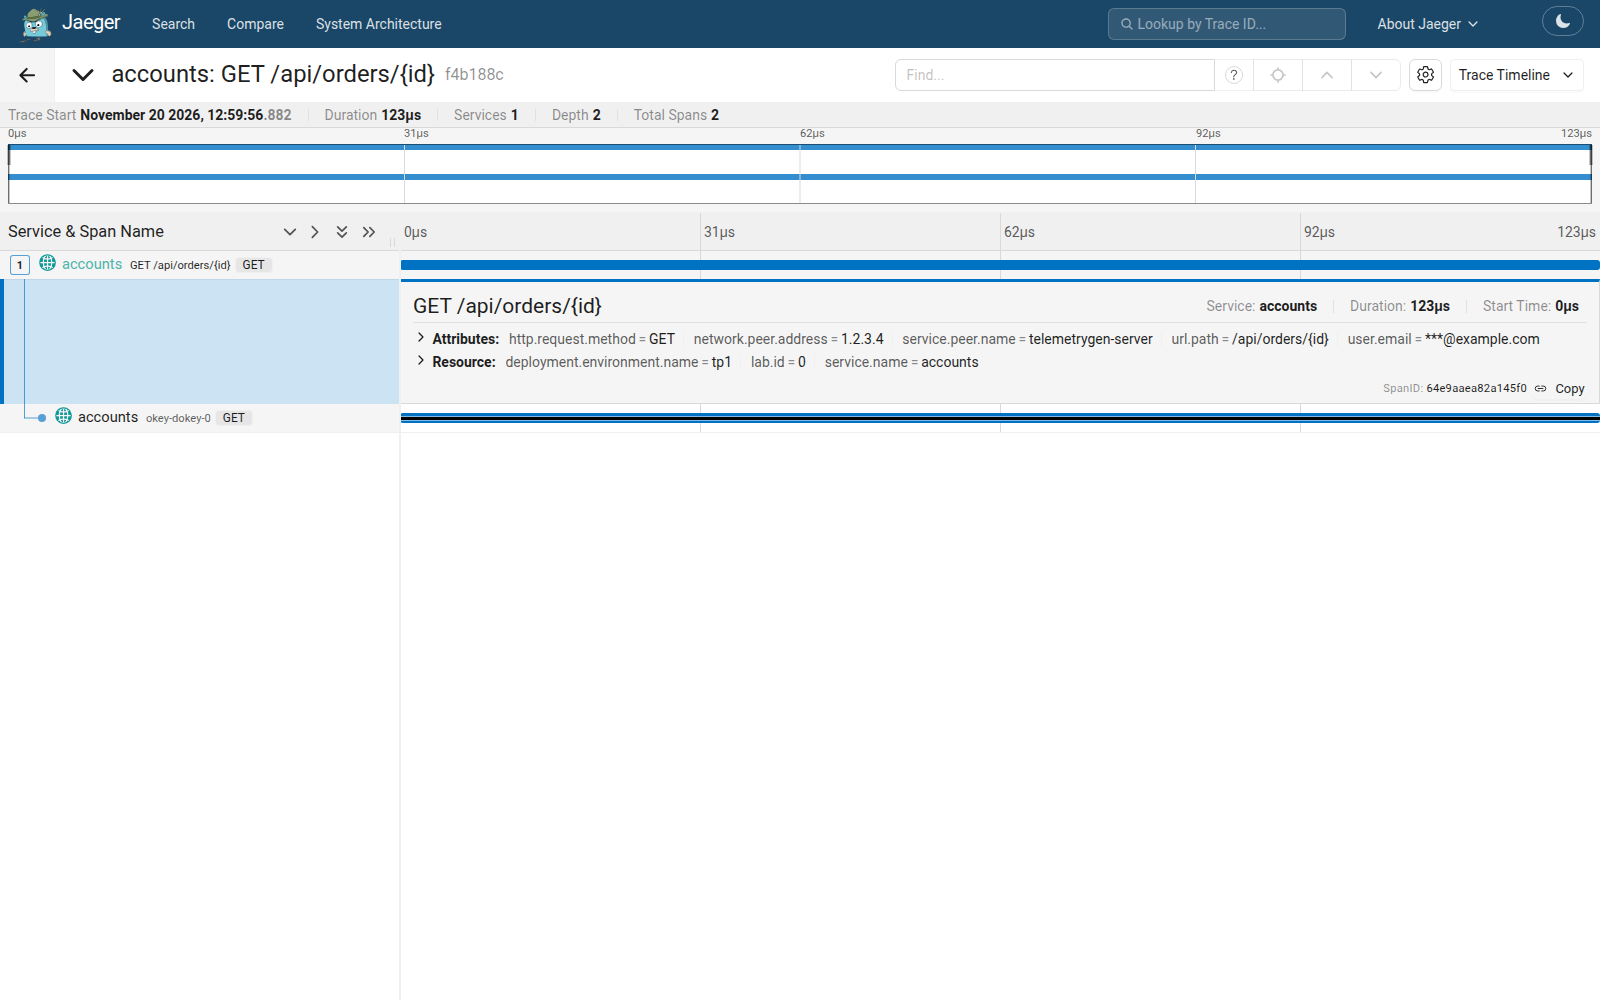 Jaeger Search Compare System Architecture Lookup by Trace ID... About Jaeger
accounts: GET /api/orders/{id} f4b188c Find... ? Trace Timeline
Trace Start November 20 2026, 12:59:56.882 Duration 123μs Services 1 Depth 2 Total Spans 2
0μs 31μs 62μs 92μs 123μs
Service & Span Name 0μs 31μs 62μs 92μs 123μs
1 accounts GET /api/orders/{id} GET
GET /api/orders/{id} Service: accounts Duration: 123μs Start Time: 0μs
Attributes: http.request.method = GET network.peer.address = 1.2.3.4 service.peer.name = telemetrygen-server url.path = /api/orders/{id} user.email = ***@example.com
Resource: deployment.environment.name = tp1 lab.id = 0 service.name = accounts
SpanID: 64e9aaea82a145f0 Copy
accounts okey-dokey-0 GET